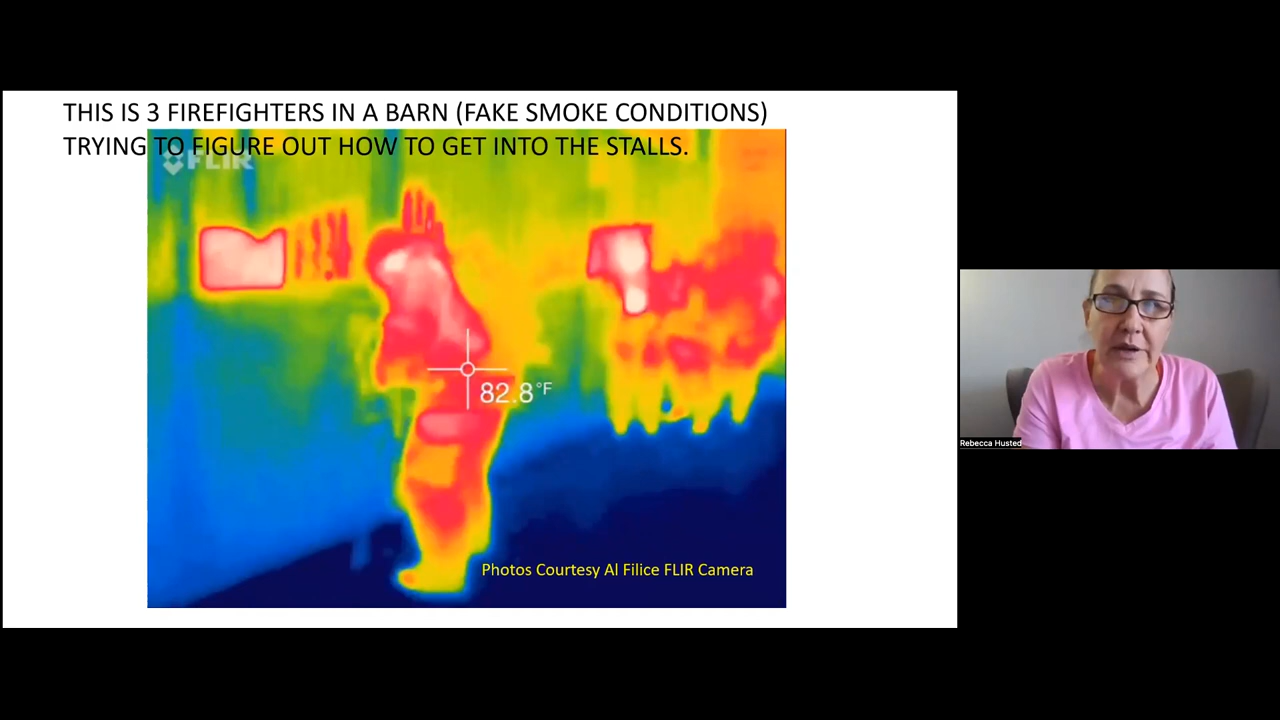 THIS IS 3 FIREFIGHTERS IN A BARN (FAKE SMOKE CONDITIONS)
TRYING TO FIGURE OUT HOW TO GET INTO THE STALLS.
FLIR
82.8°F
Photos Courtesy Al Filice FLIR Camera
Rebecca Husted